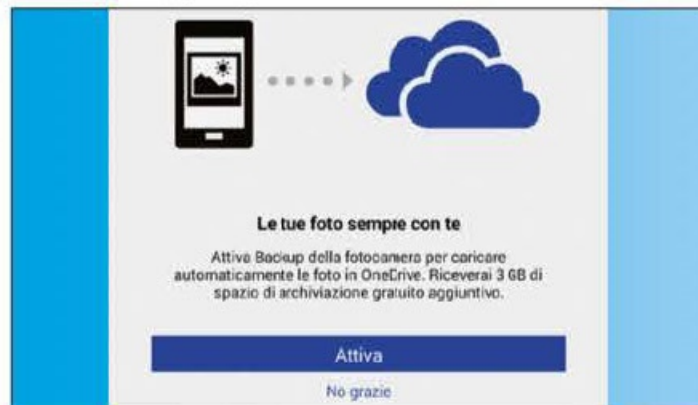 Le tue foto sempre con te
Attiva Backup della fotocamera per caricare
automaticamente le foto in OneDrive. Riceverai 3 GB di
spazio di archiviazione gratuito aggiuntivo.
Attiva
No grazie